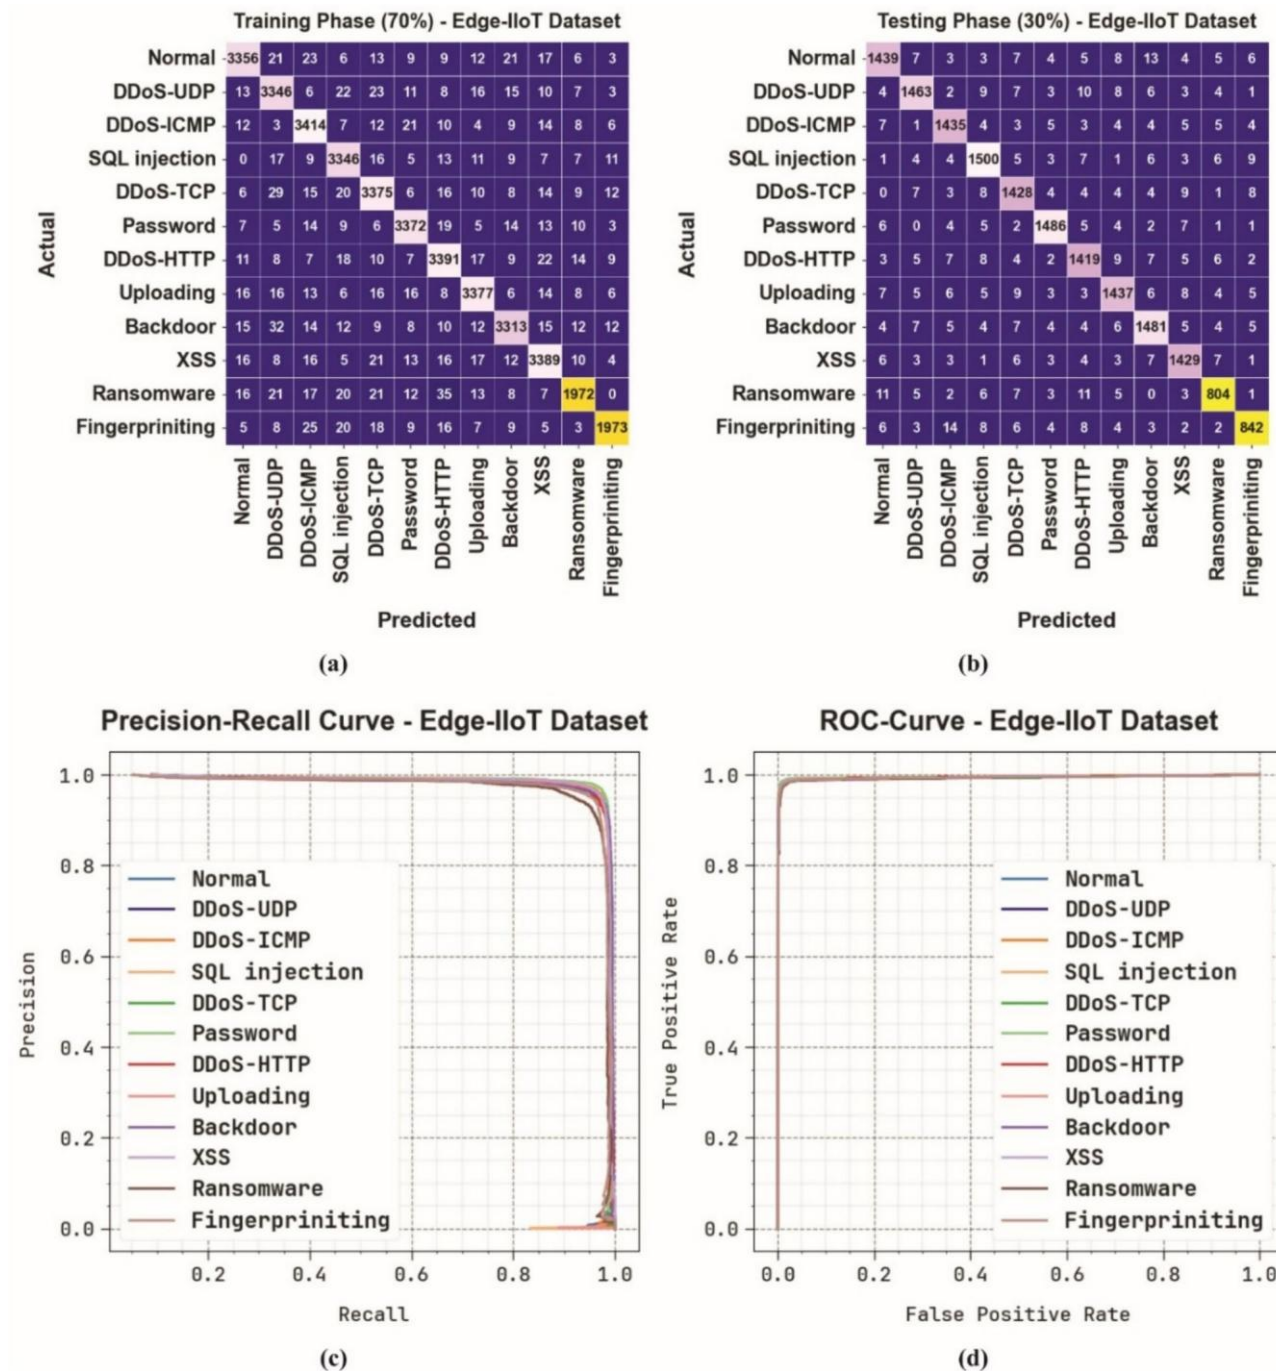 Training Phase (70%) - Edge-IIoT Dataset
Normal 3356 21 23 6 13 9 9 12 21 17 6 3
DDoS-UDP 13 3346 6 22 23 11 8 16 15 10 7 3
DDoS-ICMP 12 3 3414 7 12 21 10 4 9 14 8 6
SQL injection 0 17 9 3346 16 5 13 11 9 7 7 11
DDoS-TCP 6 29 15 20 3375 6 16 10 8 14 9 12
Password 7 5 14 9 6 3372 19 5 14 13 10 3
DDoS-HTTP 11 8 7 18 10 7 3391 17 9 22 14 9
Uploading 16 16 13 6 16 16 8 3377 6 14 8 6
Backdoor 15 32 14 12 9 8 10 12 3313 15 12 12
XSS 16 8 16 5 21 13 16 17 12 3389 10 4
Ransomware 16 21 17 20 21 12 35 13 8 7 1972 0
Fingerpriniting 5 8 25 20 18 9 16 7 9 5 3 1973
Actual
Normal
DDoS-UDP
DDoS-ICMP
SQL injection
DDoS-TCP
Password
DDoS-HTTP
Uploading
Backdoor
XSS
Ransomware
Fingerpriniting
Predicted
(a)
Testing Phase (30%) - Edge-IIoT Dataset
Normal 1439 7 3 3 7 4 5 8 13 4 5 6
DDoS-UDP 4 1463 2 9 7 3 10 8 6 3 4 1
DDoS-ICMP 7 1 1435 4 3 5 3 4 4 5 5 4
SQL injection 1 4 4 1500 5 3 7 1 6 3 6 9
DDoS-TCP 0 7 3 8 1428 4 4 4 4 9 1 8
Password 6 0 4 5 2 1486 5 4 2 7 1 1
DDoS-HTTP 3 5 7 8 4 2 1419 9 7 5 6 2
Uploading 7 5 6 5 9 3 3 1437 6 8 4 5
Backdoor 4 7 5 4 7 4 4 6 1481 5 4 5
XSS 6 3 3 1 6 3 4 3 7 1429 7 1
Ransomware 11 5 2 6 7 3 11 5 0 3 804 1
Fingerpriniting 6 3 14 8 6 4 8 4 3 2 2 842
Actual
Normal
DDoS-UDP
DDoS-ICMP
SQL injection
DDoS-TCP
Password
DDoS-HTTP
Uploading
Backdoor
XSS
Ransomware
Fingerpriniting
Predicted
(b)
Precision-Recall Curve - Edge-IIoT Dataset
1.0
0.8
0.6
0.4
0.2
0.0
Precision
Normal
DDoS-UDP
DDoS-ICMP
SQL injection
DDoS-TCP
Password
DDoS-HTTP
Uploading
Backdoor
XSS
Ransomware
Fingerpriniting
0.2 0.4 0.6 0.8 1.0
Recall
(c)
ROC-Curve - Edge-IIoT Dataset
1.0
0.8
0.6
0.4
0.2
0.0
True Positive Rate
Normal
DDoS-UDP
DDoS-ICMP
SQL injection
DDoS-TCP
Password
DDoS-HTTP
Uploading
Backdoor
XSS
Ransomware
Fingerpriniting
0.0 0.2 0.4 0.6 0.8 1.0
False Positive Rate
(d)